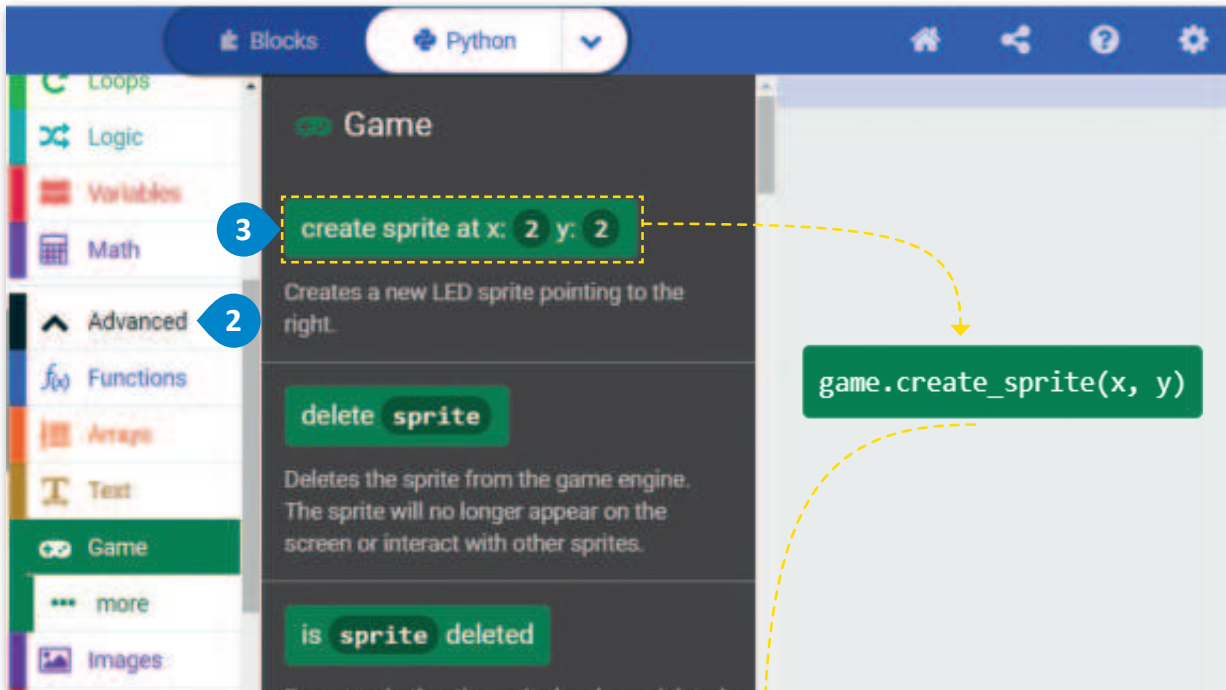 Blocks
Python
Loops
Logic
Variables
Math
Advanced
2
Functions
Arrays
Text
Game
more
Images
Game
3
create sprite at x: 2 y: 2
Creates a new LED sprite pointing to the
right.
delete sprite
Deletes the sprite from the game engine.
The sprite will no longer appear on the
screen or interact with other sprites.
is sprite deleted
game.create_sprite(x, y)